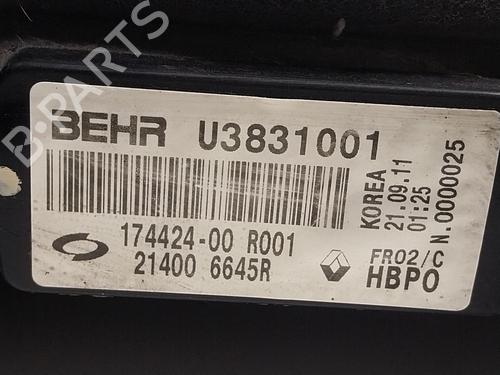 B-PARTS
BEHR U3831001
174424-00 R001
21400 6645R
KOREA
21.09.11
01:25
N.0000025
FR02/C
HBPO